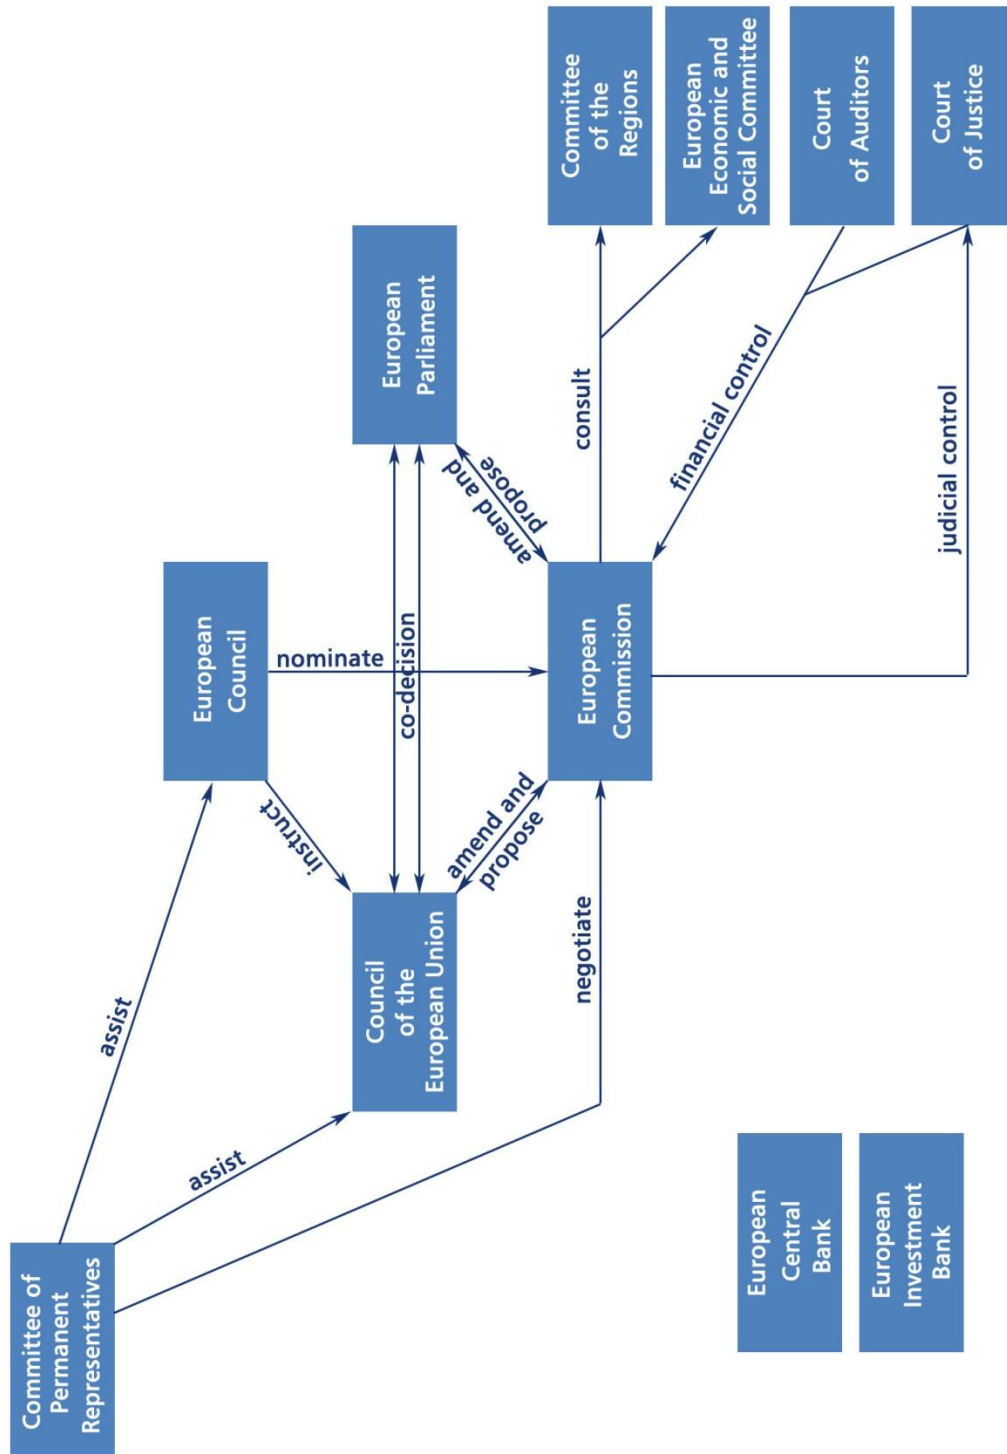 Committee of
Permanent
Representatives
assist
assist
negotiate
European
Council
instruct
nominate
Council
of the
European Union
co-decision
European
Parliament
amend and
propose
amend and
propose
European
Commission
consult
financial control
judicial control
Committee
of the
Regions
European
Economic and
Social Committee
Court
of Auditors
Court
of Justice
European
Central
Bank
European
Investment
Bank